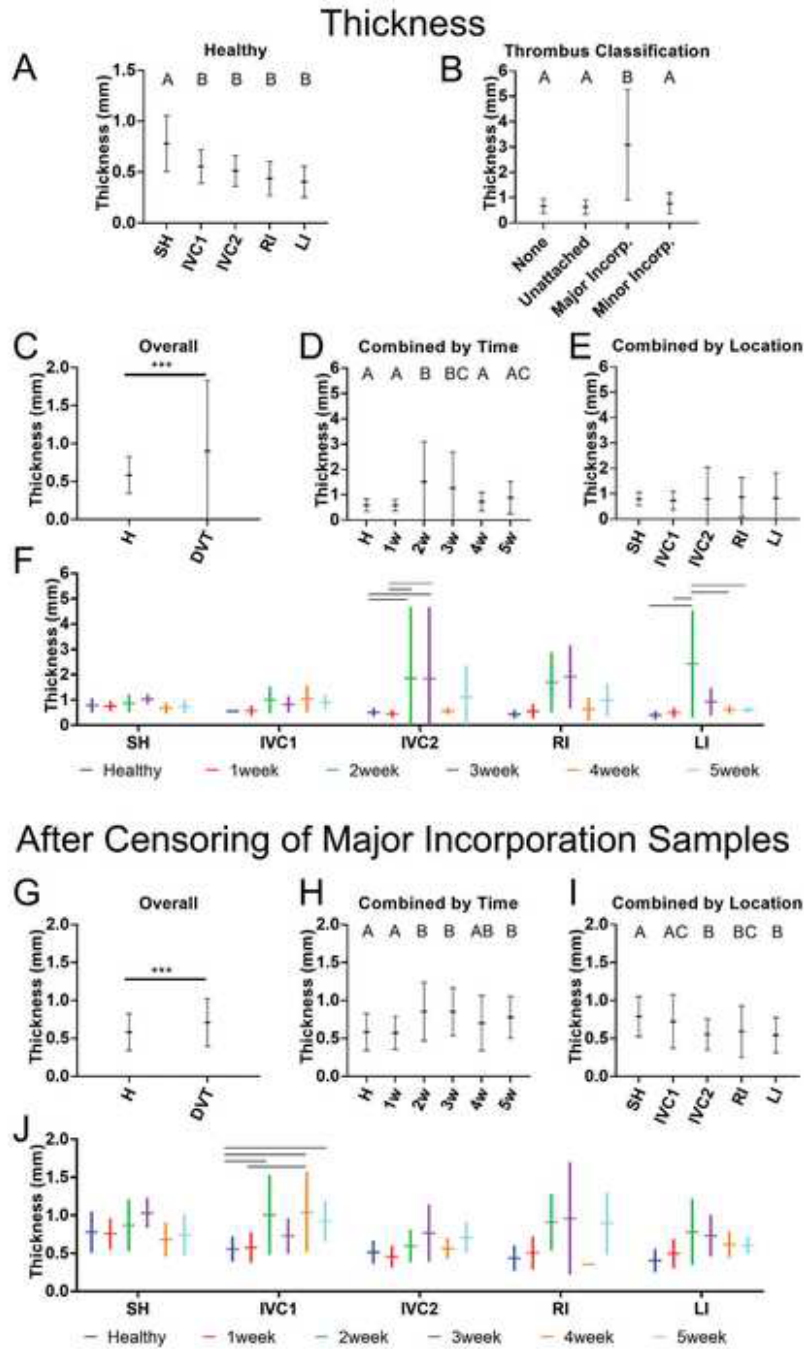 Thickness
A
Healthy
Thickness (mm)
1.5
1.0
0.5
0.0
A B B B B
SH IVC1 IVC2 RI LI
B
Thrombus Classification
Thickness (mm)
6
5
4
3
2
1
0
A A B A
None Unattached Major Incorp. Minor Incorp.
C
Overall
Thickness (mm)
2.0
1.5
1.0
0.5
0.0
***
H DVT
D
Combined by Time
Thickness (mm)
6
5
4
3
2
1
0
A A B BC A AC
H 1w 2w 3w 4w 5w
E
Combined by Location
Thickness (mm)
6
5
4
3
2
1
0
SH IVC1 IVC2 RI LI
F
Thickness (mm)
6
5
4
3
2
1
0
SH IVC1 IVC2 RI LI
Healthy 1week 2week 3week 4week 5week
After Censoring of Major Incorporation Samples
G
Overall
Thickness (mm)
2.0
1.5
1.0
0.5
0.0
***
H DVT
H
Combined by Time
Thickness (mm)
2.0
1.5
1.0
0.5
0.0
A A B B AB B
H 1w 2w 3w 4w 5w
I
Combined by Location
Thickness (mm)
2.0
1.5
1.0
0.5
0.0
A AC B BC B
SH IVC1 IVC2 RI LI
J
Thickness (mm)
2.0
1.5
1.0
0.5
0.0
SH IVC1 IVC2 RI LI
Healthy 1week 2week 3week 4week 5week